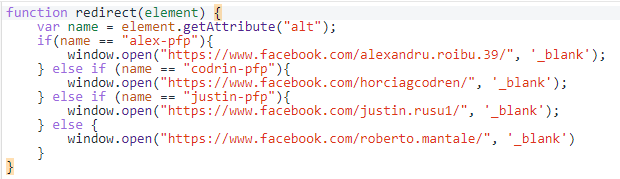 function redirect(element) {
var name = element.getAttribute("alt");
if(name == "alex-pfp"){
window.open("https://www.facebook.com/alexandru.roibu.39/", '_blank');
} else if (name == "codrin-pfp"){
window.open("https://www.facebook.com/horciagcodren/", '_blank');
} else if (name == "justin-pfp"){
window.open("https://www.facebook.com/justin.rusu1/", '_blank');
} else {
window.open("https://www.facebook.com/roberto.mantale/", '_blank')
}
}